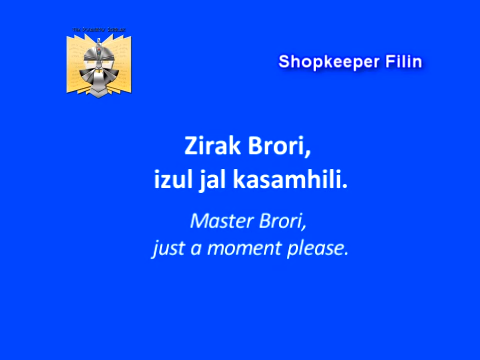 Shopkeeper Filin
Zirak Brori,
izul jal kasamhili.
Master Brori,
just a moment please.